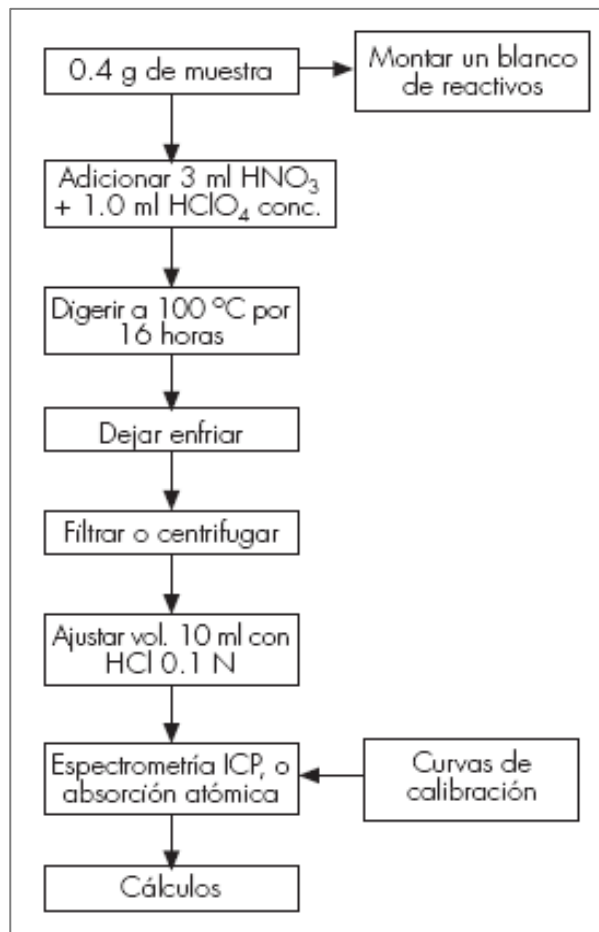 0.4 g de muestra
Montar un blanco
de reactivos
Adicionar 3 ml HNO₃
+ 1.0 ml HClO₄ conc.
Digerir a 100 ºC por
16 horas
Dejar enfriar
Filtrar o centrifugar
Ajustar vol. 10 ml con
HCl 0.1 N
Espectrometría ICP, o
absorción atómica
Curvas de
calibración
Cálculos